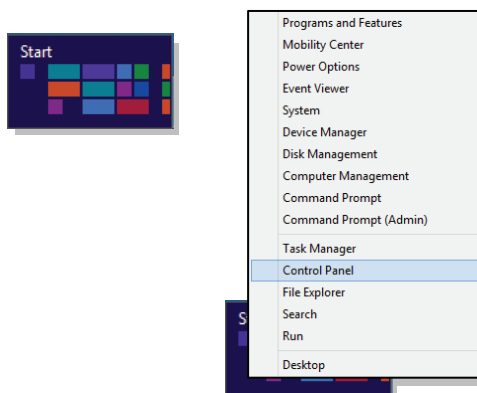 Start
Programs and Features
Mobility Center
Power Options
Event Viewer
System
Device Manager
Disk Management
Computer Management
Command Prompt
Command Prompt (Admin)
Task Manager
Control Panel
File Explorer
Search
Run
Desktop